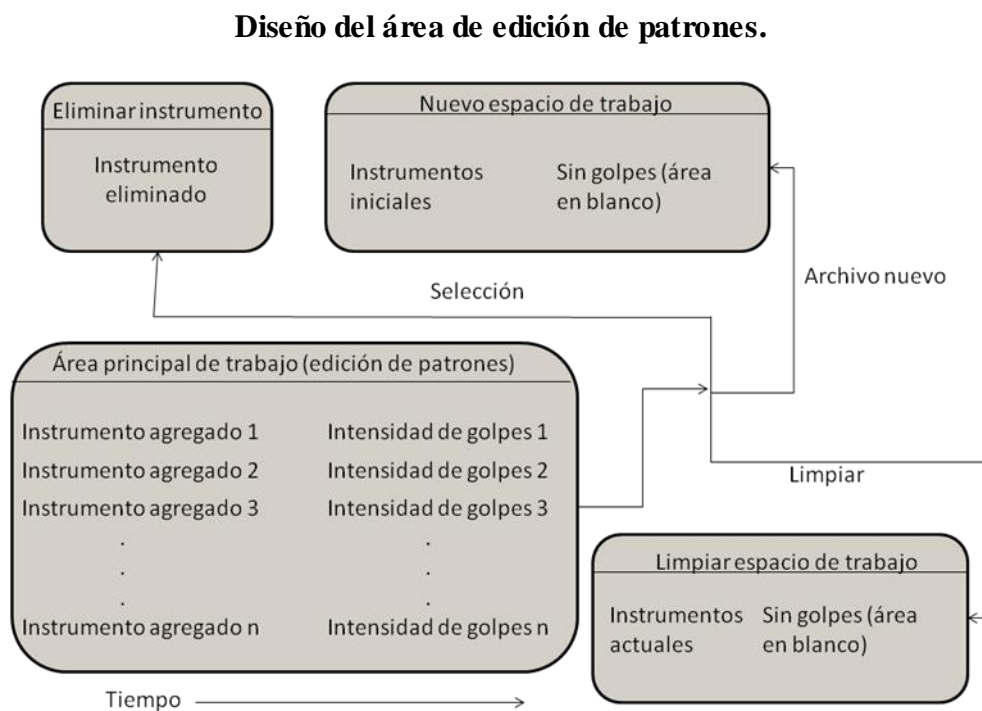 Diseño del área de edición de patrones.
Eliminar instrumento
Instrumento
eliminado
Nuevo espacio de trabajo
Instrumentos
iniciales
Sin golpes (área
en blanco)
Archivo nuevo
Selección
Área principal de trabajo (edición de patrones)
Instrumento agregado 1 Intensidad de golpes 1
Instrumento agregado 2 Intensidad de golpes 2
Instrumento agregado 3 Intensidad de golpes 3
. .
. .
. .
Instrumento agregado n Intensidad de golpes n
Limpiar
Limpiar espacio de trabajo
Instrumentos
actuales
Sin golpes (área
en blanco)
Tiempo